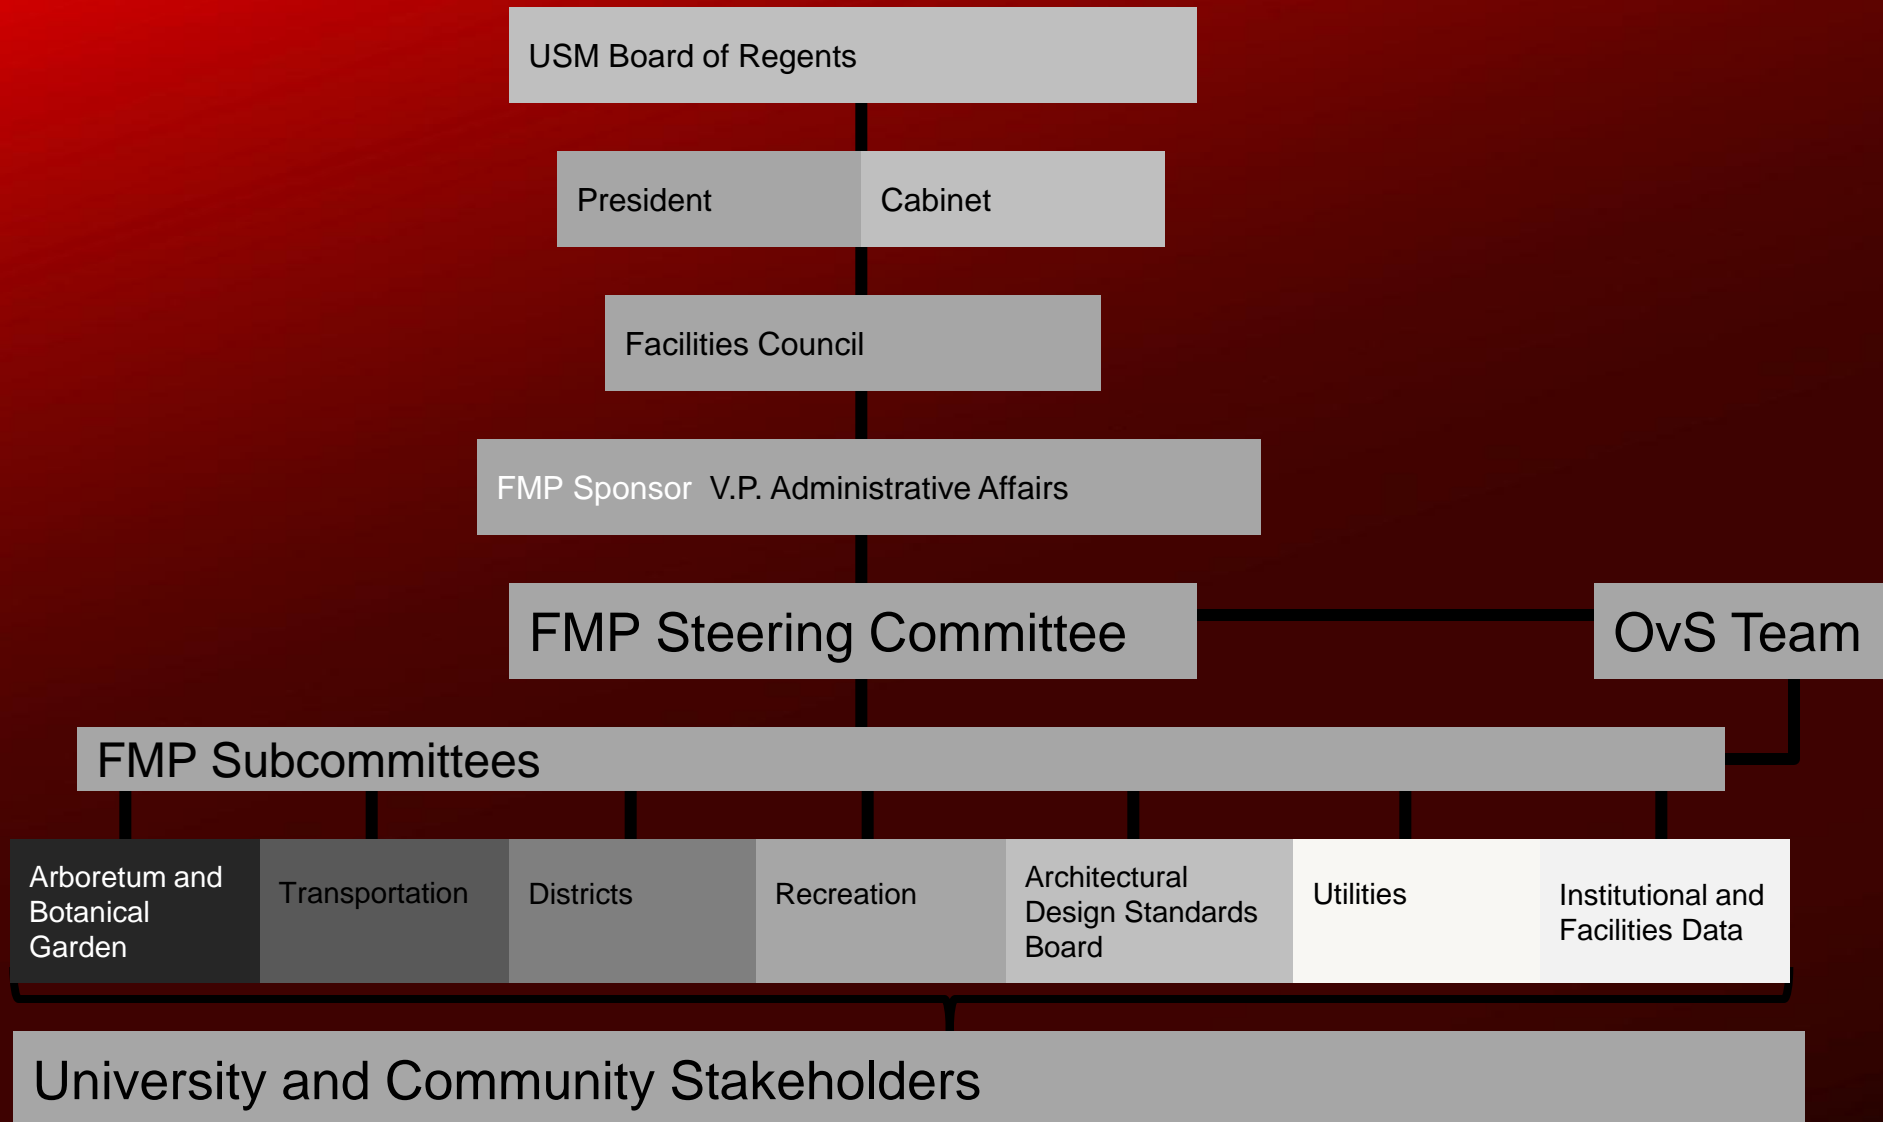 USM Board of Regents
President
Cabinet
Facilities Council
FMP Sponsor V.P. Administrative Affairs
FMP Steering Committee
OvS Team
FMP Subcommittees
Arboretum and
Botanical
Garden
Transportation
Districts
Recreation
Architectural
Design Standards
Board
Utilities
Institutional and
Facilities Data
University and Community Stakeholders